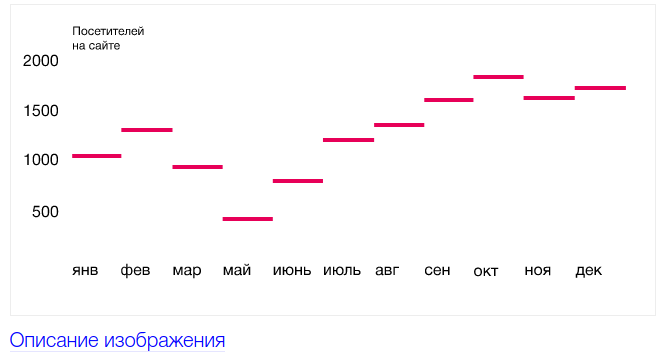 Посетителей
на сайте
2000
1500
1000
500
янв фев мар май июнь июль авг сен окт ноя дек
Описание изображения